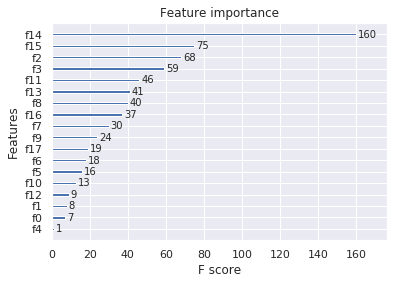 Feature importance
Features
f14 160
f15 75
f2 68
f3 59
f11 46
f13 41
f8 40
f16 37
f7 30
f9 24
f17 19
f6 18
f5 16
f10 13
f12 9
f1 8
f0 7
f4 1
0 20 40 60 80 100 120 140 160
F score